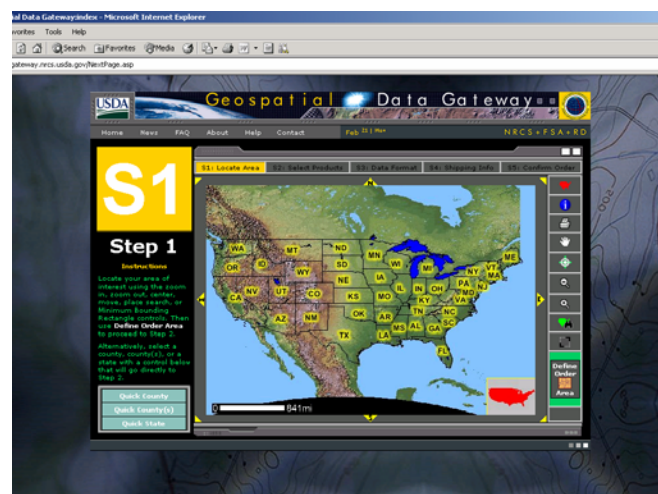 ial Data Gateway:index - Microsoft Internet Explorer
vorites Tools Help
Search Favorites Media
gateway.nrcs.usda.gov/NextPage.asp
USDA Geospatial Data Gateway
Home News FAQ About Help Contact Feb Mon NRCS+FSA+RD
S1: Locate Area S2: Select Products S3: Data Format S4: Shipping Info S5: Confirm Order
S1
Step 1
Instructions
Locate your area of
interest using the zoom
in, zoom out, center,
move, place search, or
Minimum Bounding
Rectangle controls. Then
use Define Order Area
to proceed to Step 2.
Alternatively, select a
county, county(s), or a
state with a control below
that will go directly to
Step 2.
Quick County
Quick County(s)
Quick State
N
WA MT ND MN ME
OR ID SD WI MI NY VT
WY MA
NV UT CO NE IA IL IN OH PA NJ
CA KS MO KY MD
VA
AZ NM OK AR TN NC
SC
TX LA MS AL GA
FL
0 841mi
Define
Order
Area